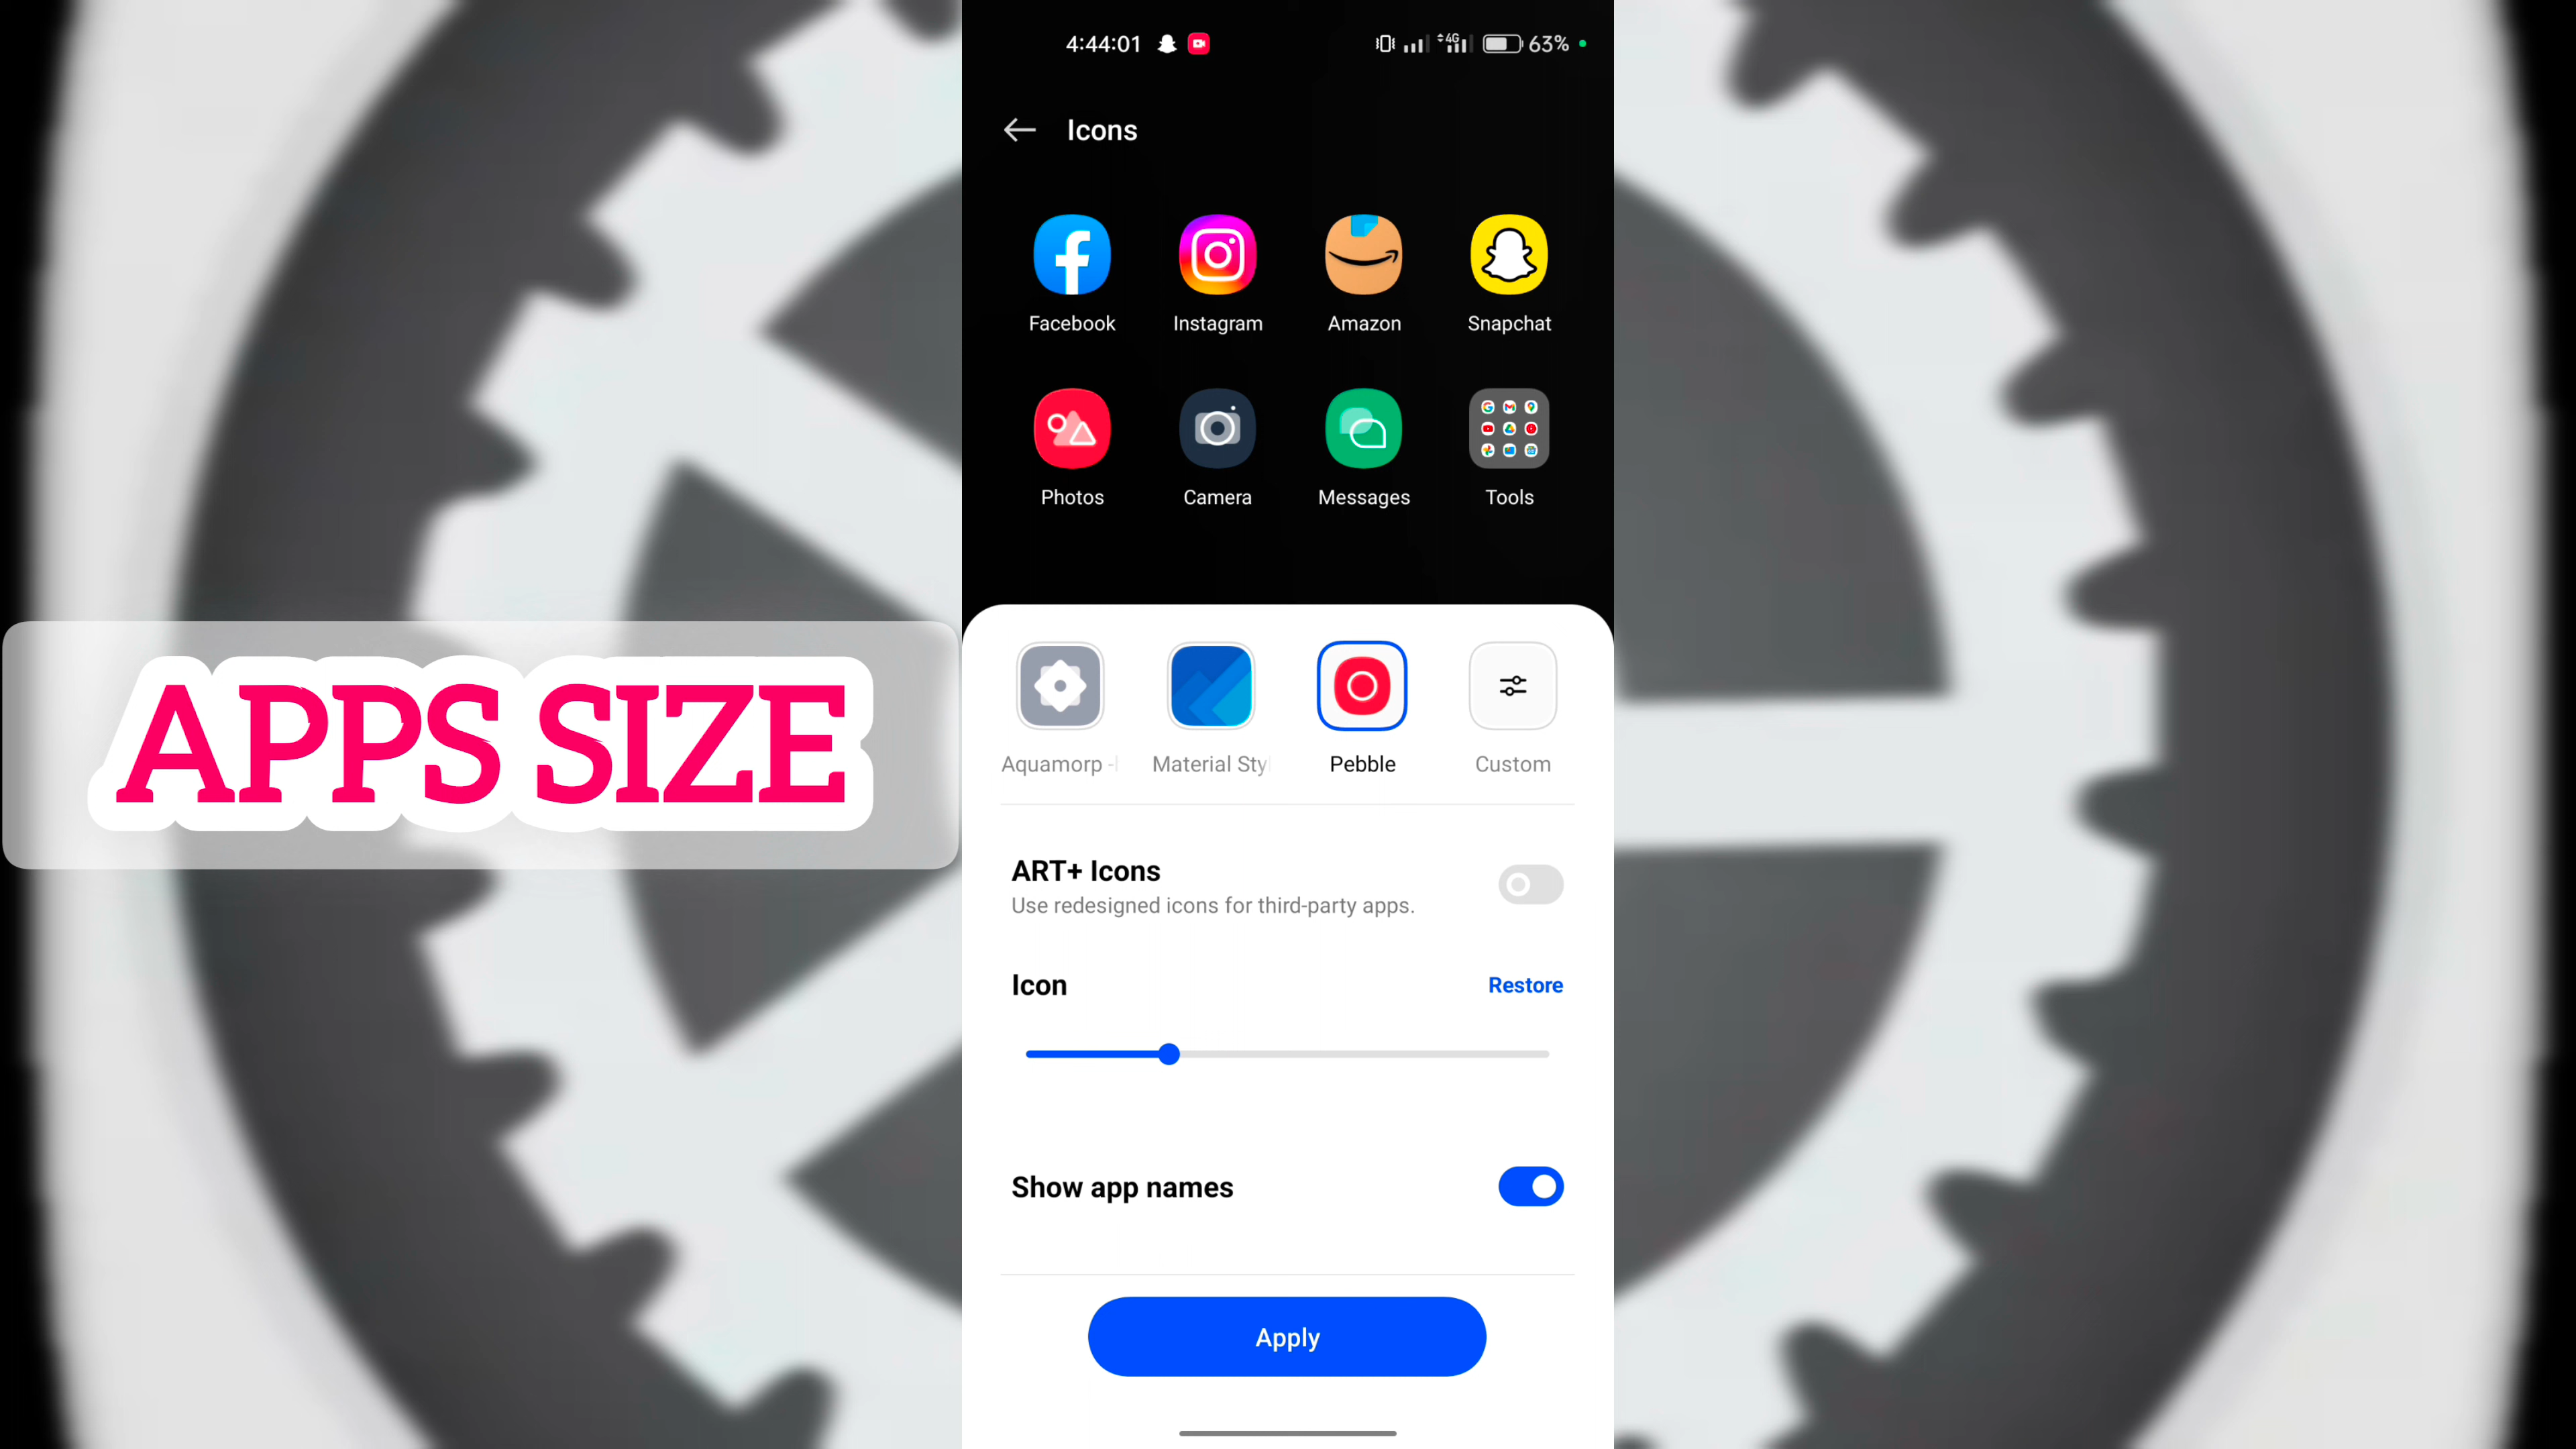 4:44:01 4G 63%
Icons
Facebook Instagram Amazon Snapchat
Photos Camera Messages Tools
APPS SIZE
Aquamorp - Material Sty Pebble Custom
ART+ Icons
Use redesigned icons for third-party apps.
Icon Restore
Show app names
Apply